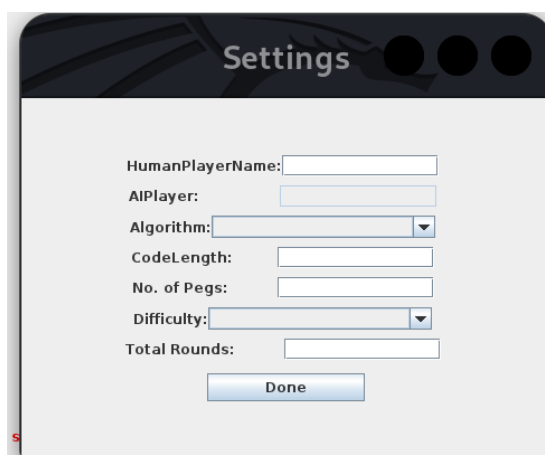 Settings
HumanPlayerName:
AIPlayer:
Algorithm:
CodeLength:
No. of Pegs:
Difficulty:
Total Rounds:
Done
s